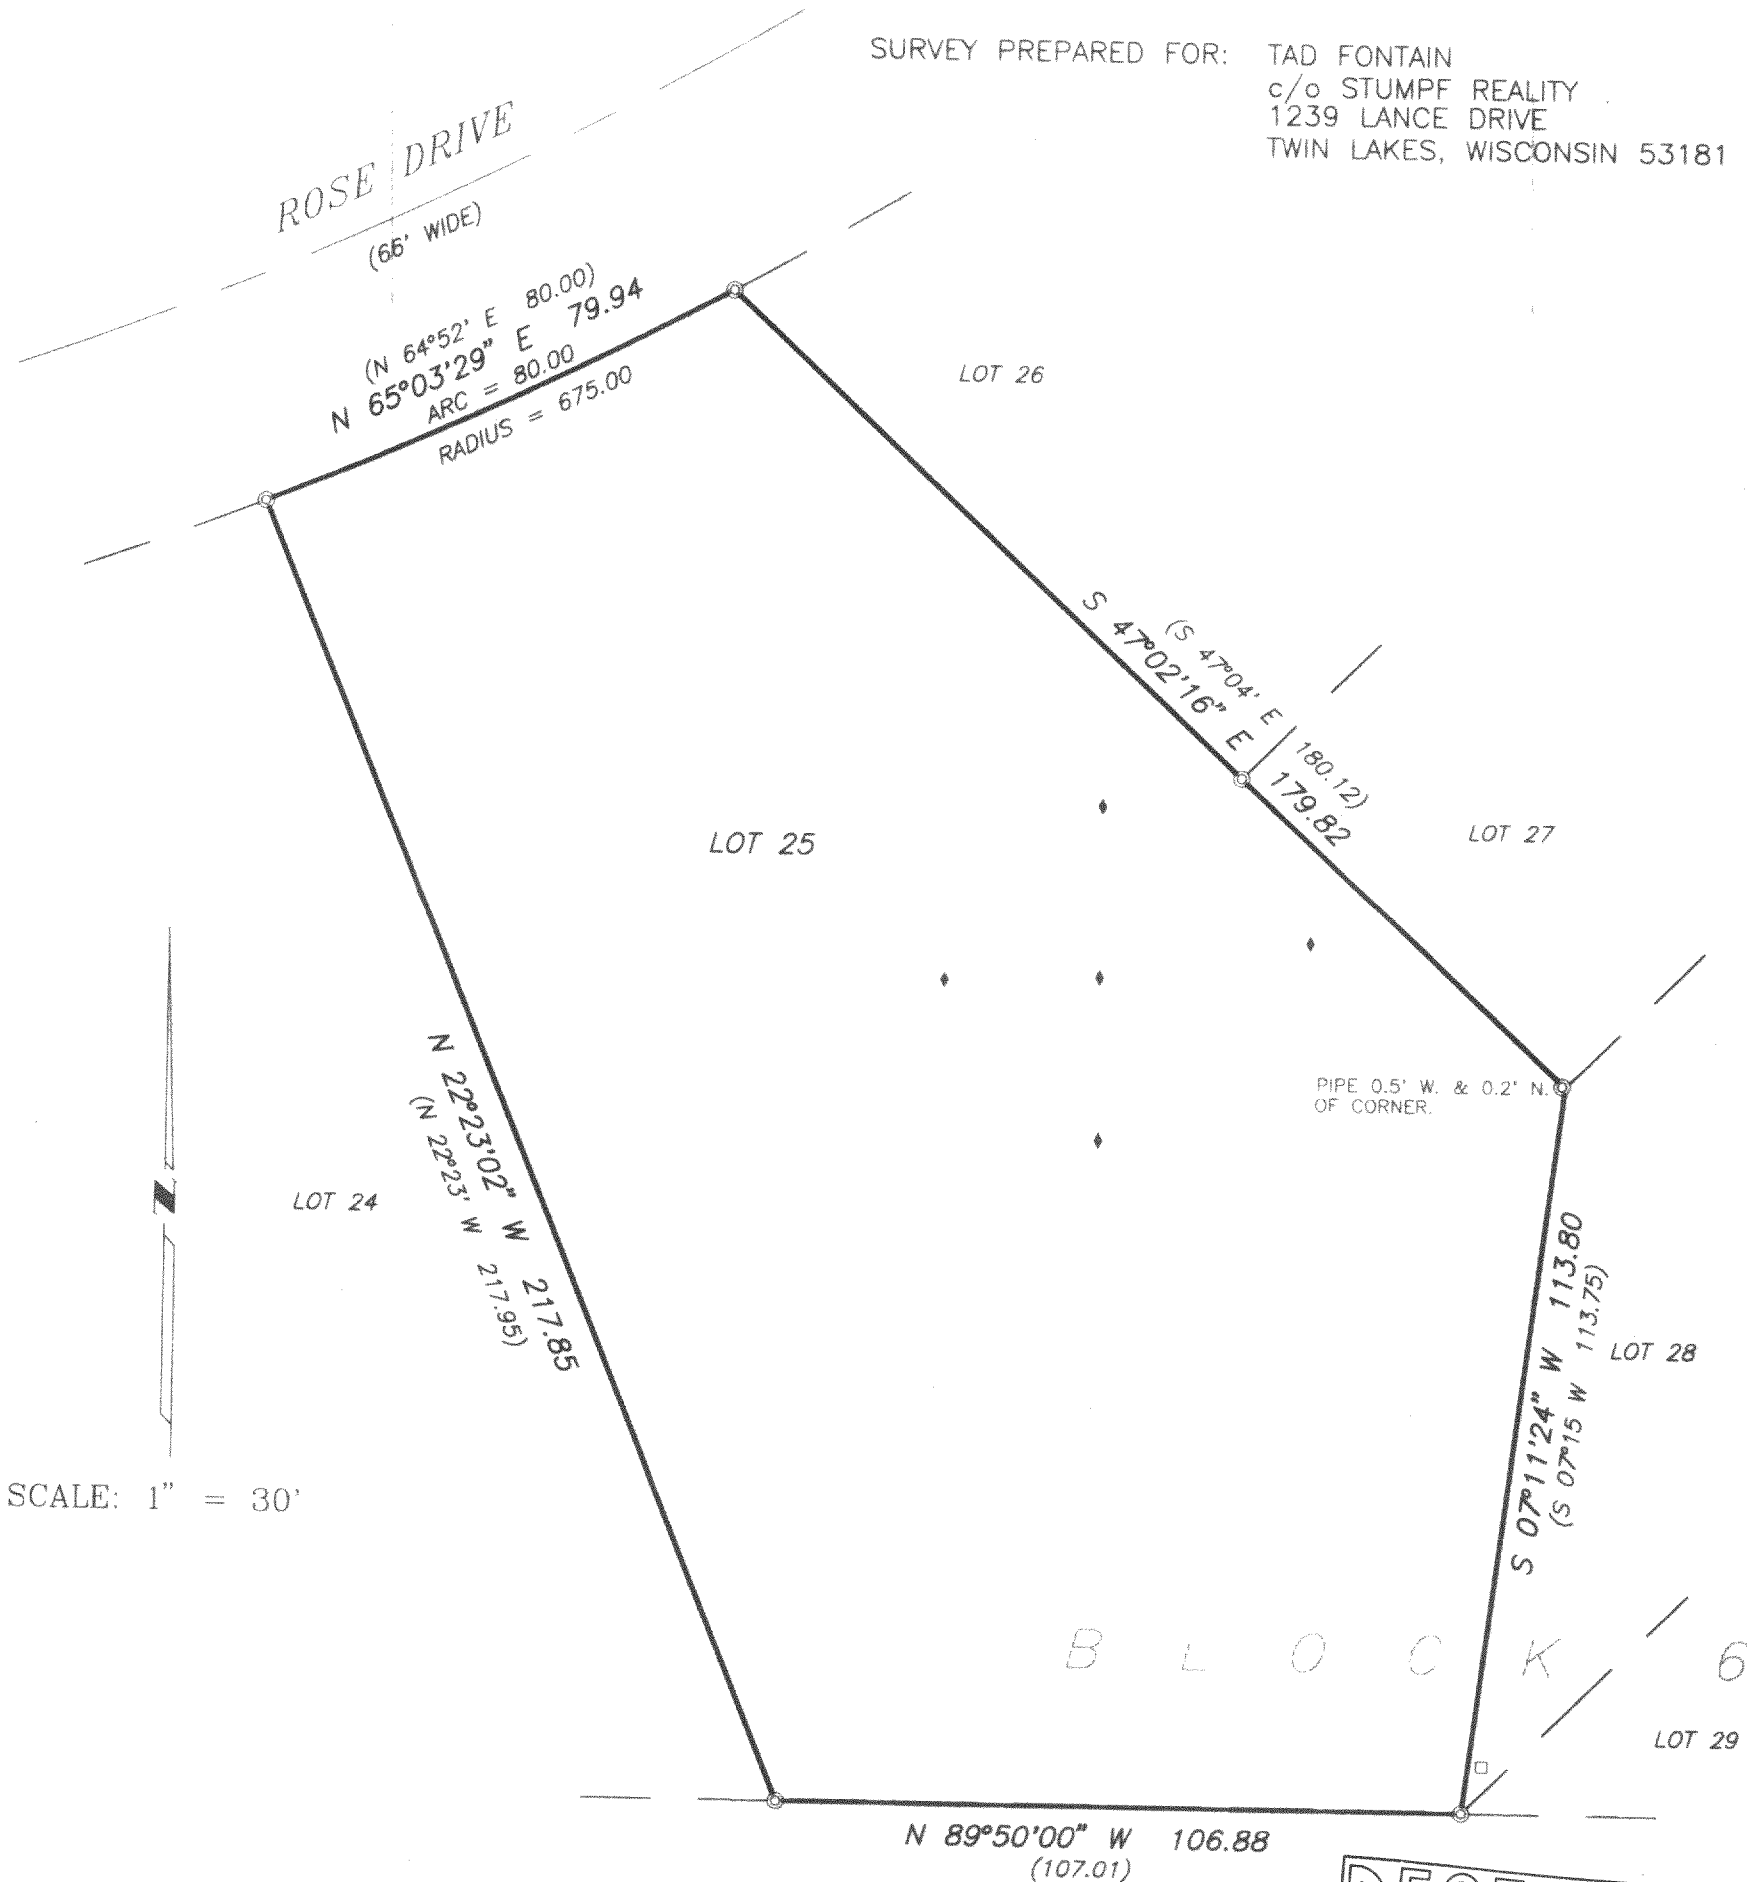 SURVEY PREPARED FOR: TAD FONTAIN
c/o STUMPF REALITY
1239 LANCE DRIVE
TWIN LAKES, WISCONSIN 53181
ROSE DRIVE
(66' WIDE)
(N 64°52' E 80.00)
N 65°03'29" E 79.94
ARC = 80.00
RADIUS = 675.00
LOT 26
S 47°02'16" E 179.82
(S 47°04' E 180.12)
LOT 27
LOT 25
PIPE 0.5' W. & 0.2' N.
OF CORNER.
N 22°23'02" W 217.85
(N 22°23' W 217.95)
LOT 24
N
S 07°11'24" W 113.80
(S 07°15 W 113.75)
LOT 28
SCALE: 1" = 30'
BLOCK 6
LOT 29
N 89°50'00" W 106.88
(107.01)